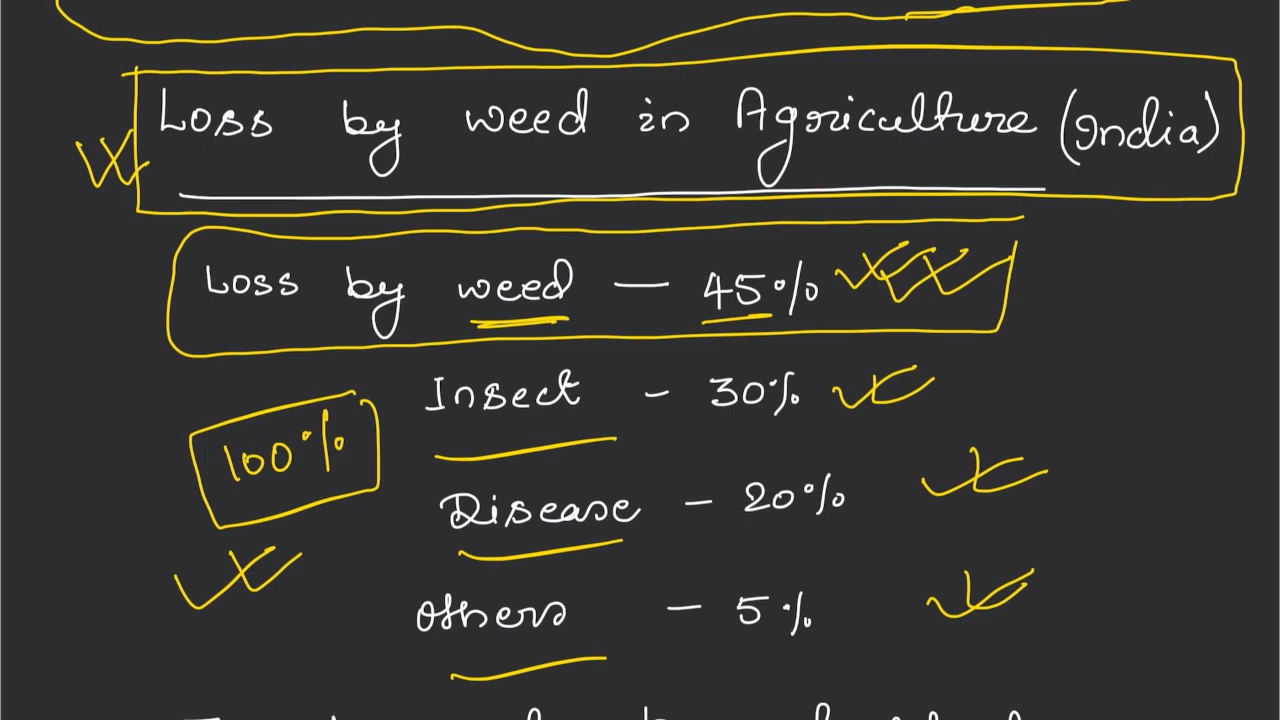 Loss by weed in Agriculture (India)
Loss by weed — 45%
Insect - 30%
100%
Disease - 20%
Others - 5%